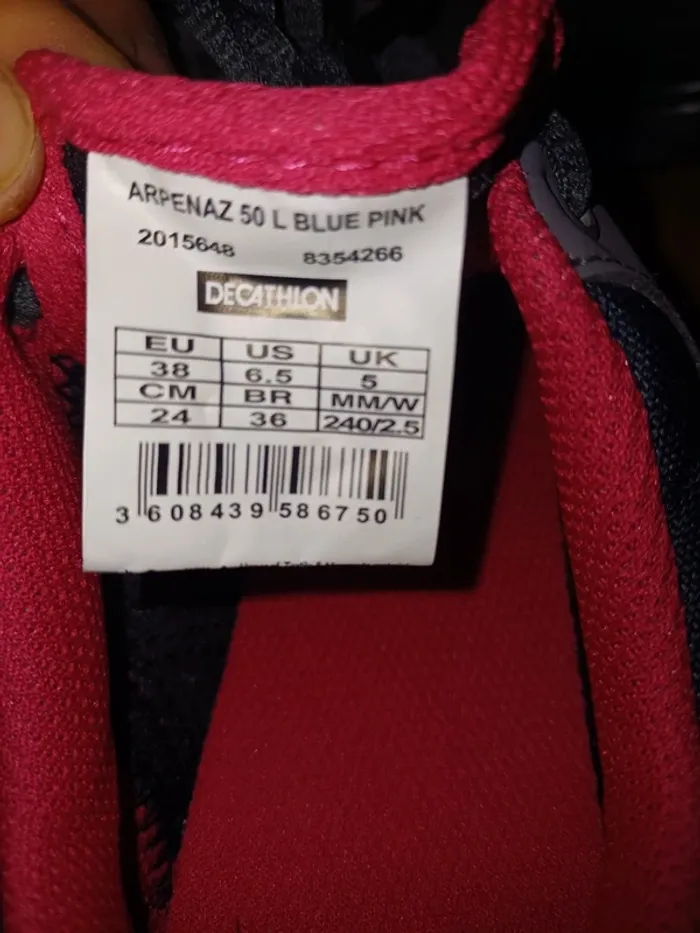 ARPENAZ 50 L BLUE PINK
2015648 8354266
DECATHLON
EU US UK
38 6.5 5
CM BR MM/W
24 36 240/2.5
3 608439 586750